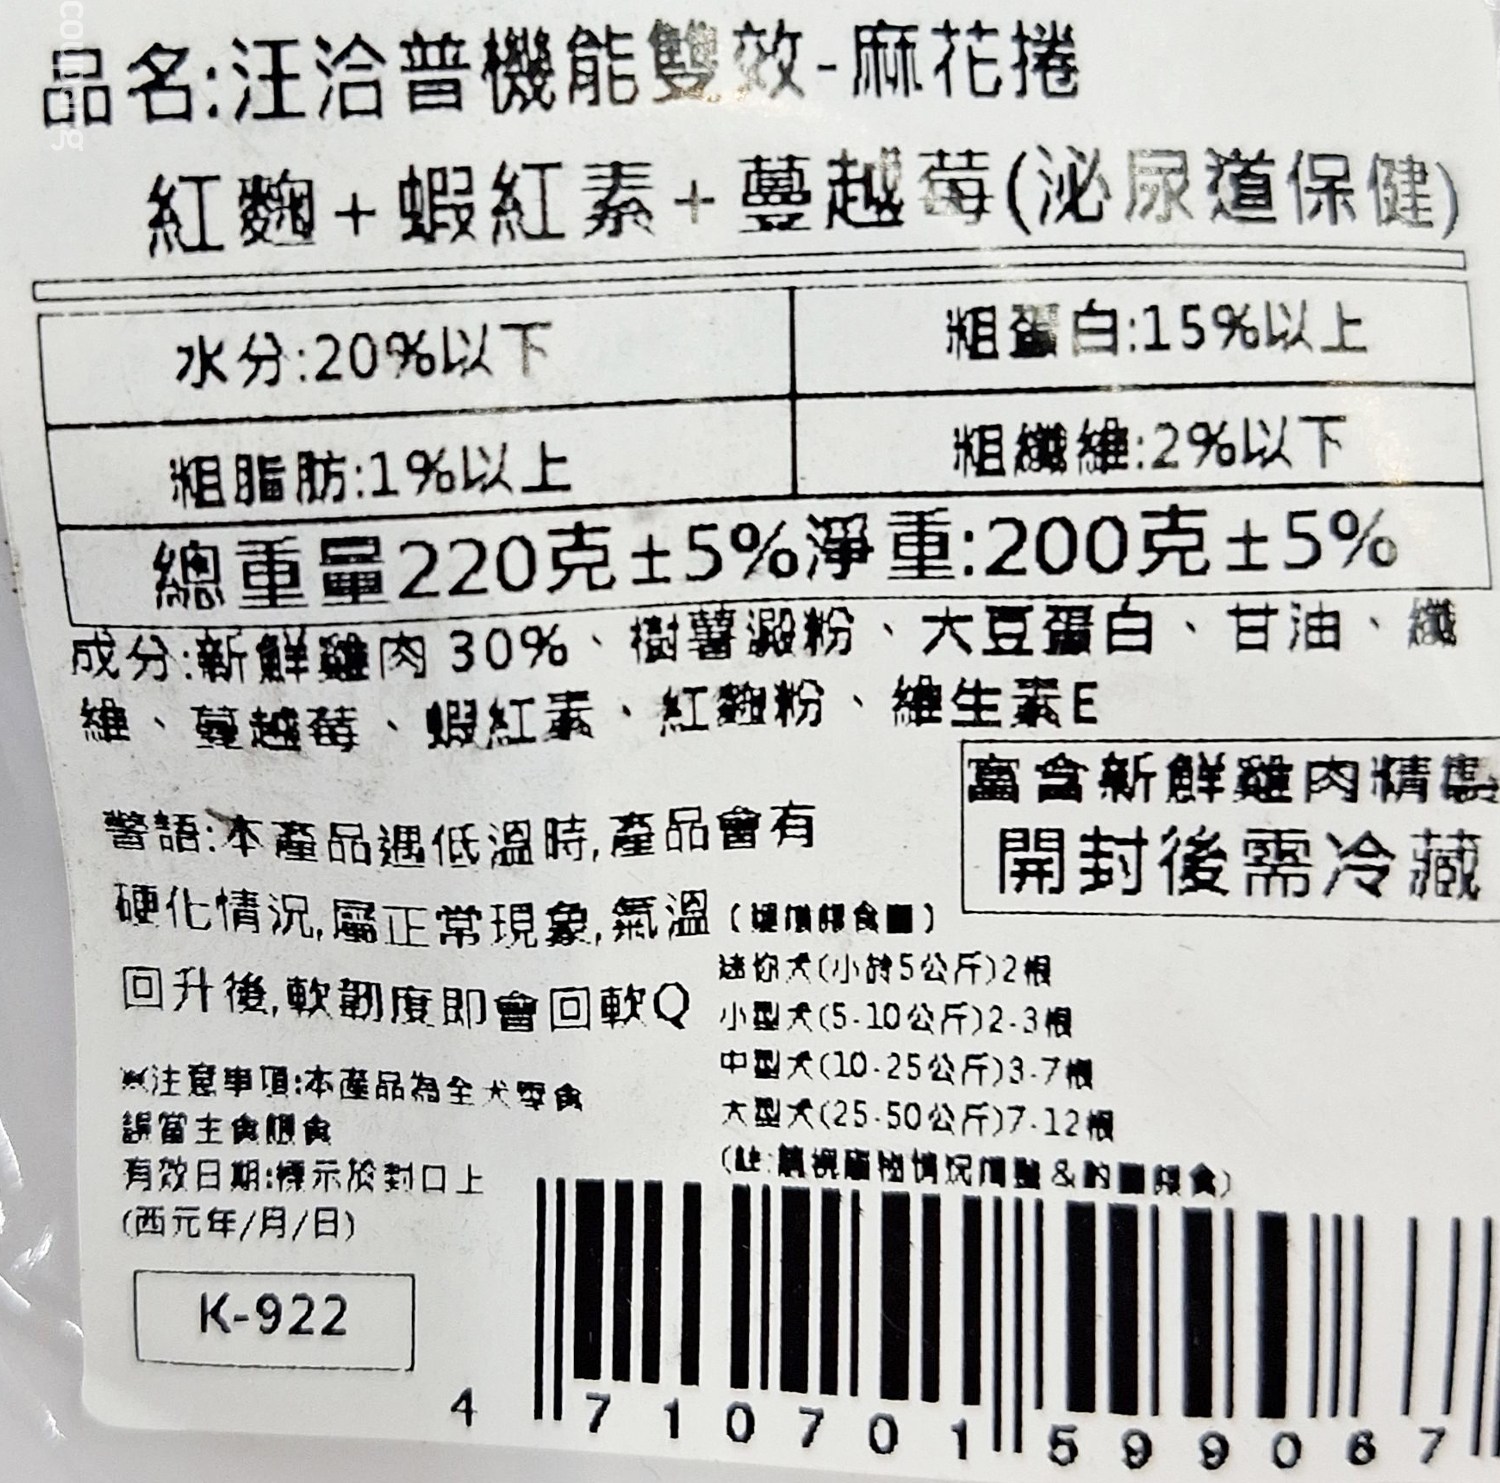 品名:汪洽普機能雙效-麻花捲
紅麴+蝦紅素+蔓越莓(泌尿道保健)
水分:20%以下
粗蛋白:15%以上
粗脂肪:1%以上
粗纖維:2%以下
總重量220克±5%淨重:200克±5%
成分:新鮮雞肉30%、樹薯澱粉、大豆蛋白、甘油、纖
維、蔓越莓、蝦紅素、紅麴粉、維生素E
富含新鮮雞肉精製
開封後需冷藏
警語:本產品遇低溫時,產品會有
硬化情況,屬正常現象,氣溫
回升後,軟韌度即會回軟Q
(建議餵食量)
迷你犬(小於5公斤)2根
小型犬(5-10公斤)2-3根
中型犬(10-25公斤)3-7根
大型犬(25-50公斤)7-12根
※注意事項:本產品為全犬零食
誤當主食餵食
有效日期:標示於封口上
(西元年/月/日)
K-922
4 710701 599067